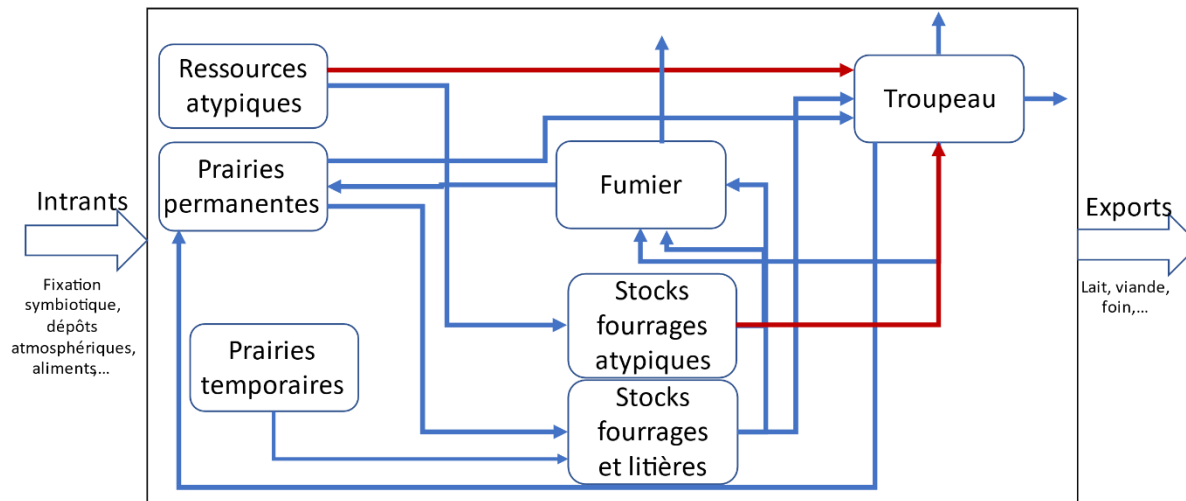 Ressources
atypiques
Troupeau
Prairies
permanentes
Fumier
Intrants
Fixation
symbiotique,
dépôts
atmosphériques,
aliments,...
Exports
Lait, viande,
foin,...
Stocks
fourrages
atypiques
Prairies
temporaires
Stocks
fourrages
et litières